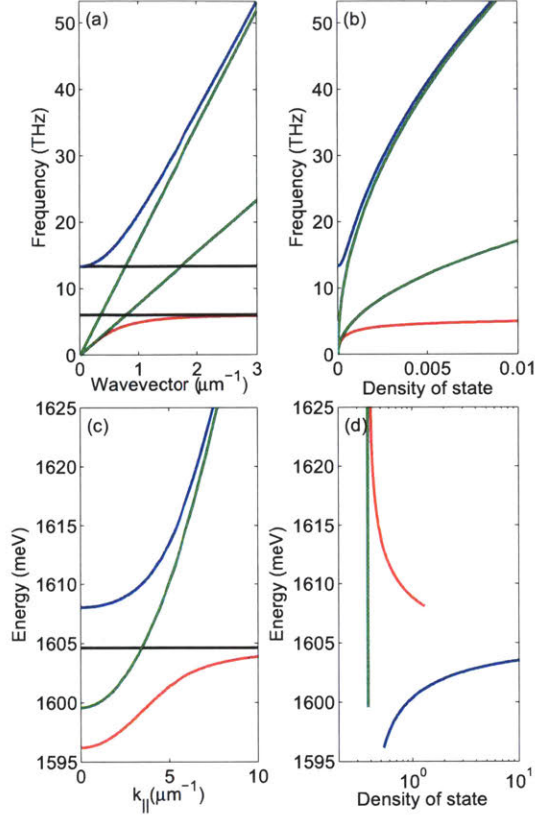 (a)
50
40
30
20
10
0
Frequency (THz)
0 1 2 3
Wavevector (μm⁻¹)
(b)
50
40
30
20
10
0
Frequency (THz)
0.005 0.01
Density of state
(c)
1625
1620
1615
1610
1605
1600
1595
Energy (meV)
0 5 10
k||(μm⁻¹)
(d)
1625
1620
1615
1610
1605
1600
1595
Energy (meV)
10⁰ 10¹
Density of state